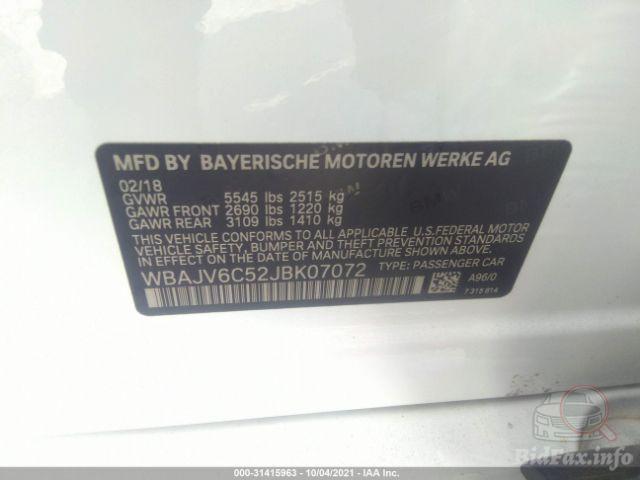 MFD BY BAYERISCHE MOTOREN WERKE AG
02/18
GVWR 5545 lbs 2515 kg
GAWR FRONT 2690 lbs 1220 kg
GAWR REAR 3109 lbs 1410 kg
THIS VEHICLE CONFORMS TO ALL APPLICABLE U.S. FEDERAL MOTOR
VEHICLE SAFETY, BUMPER, AND THEFT PREVENTION STANDARDS
IN EFFECT ON THE DATE OF MANUFACTURE SHOWN ABOVE.
WBAJV6C52JBK07072 TYPE: PASSENGER CAR
A96/0
7 315 814
BidFax.info
000-31415963 - 10/04/2021 - IAA Inc.